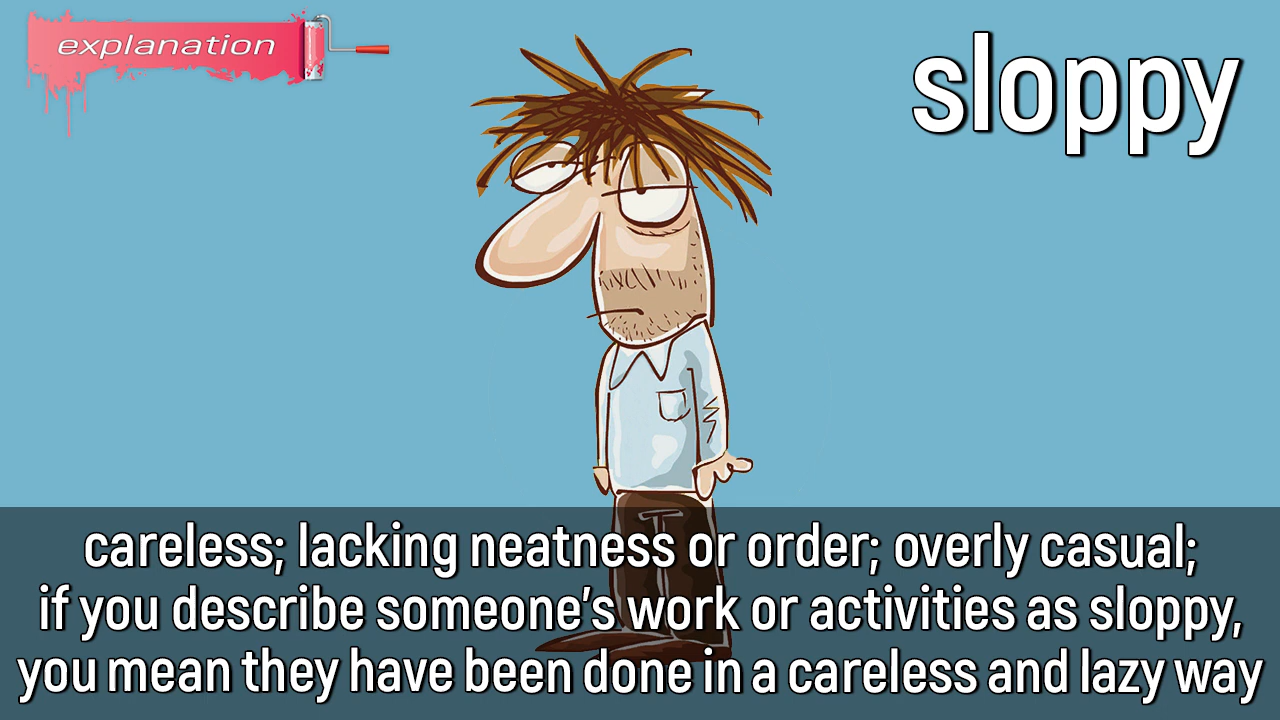 explanation
sloppy
careless; lacking neatness or order; overly casual;
if you describe someone's work or activities as sloppy,
you mean they have been done in a careless and lazy way